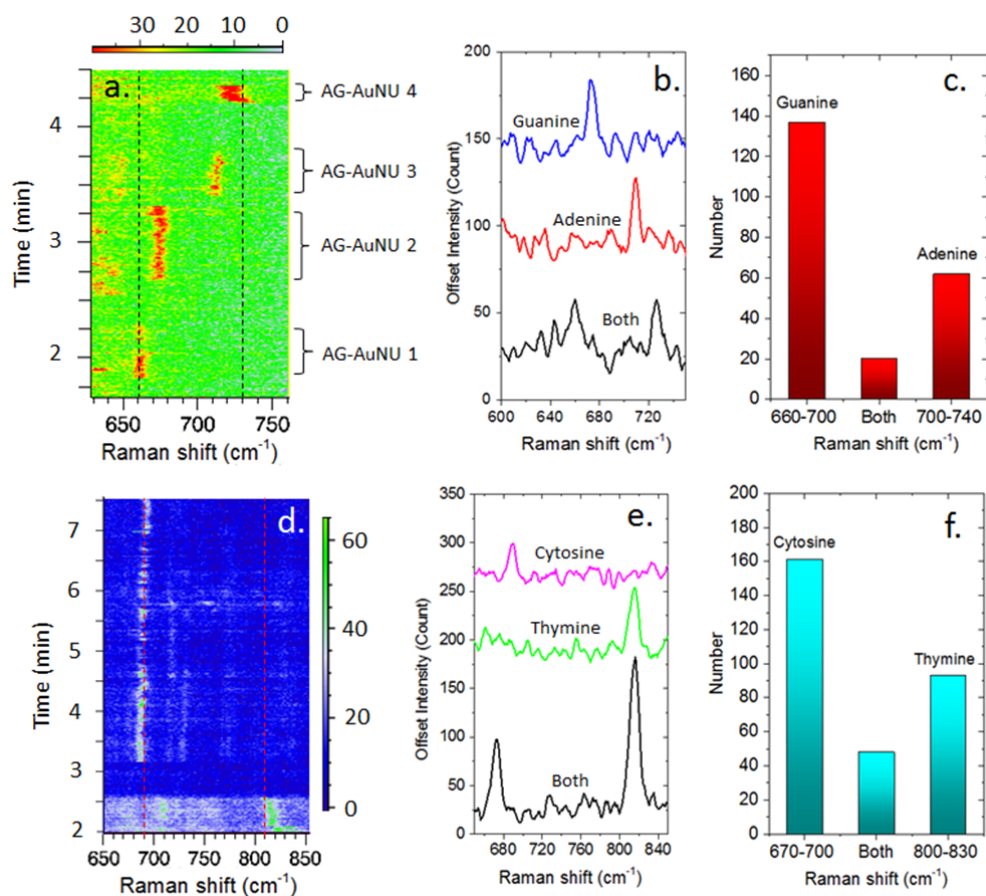 30 20 10 0
a.
4
3
2
Time (min)
650 700 750
Raman shift (cm-1)
AG-AuNU 4
AG-AuNU 3
AG-AuNU 2
AG-AuNU 1
b.
200
150
100
50
0
Offset Intensity (Count)
Guanine
Adenine
Both
600 640 680 720
Raman shift (cm-1)
c.
160
140
120
100
80
60
40
20
0
Number
Guanine
Adenine
660-700 Both 700-740
Raman shift (cm-1)
d.
7
6
5
4
3
2
Time (min)
650 700 750 800 850
Raman shift (cm-1)
60
40
20
0
e.
350
300
250
200
150
100
50
0
Offset Intensity (Count)
Cytosine
Thymine
Both
680 720 760 800 840
Raman shift (cm-1)
f.
200
180
160
140
120
100
80
60
40
20
0
Number
Cytosine
Thymine
670-700 Both 800-830
Raman shift (cm-1)